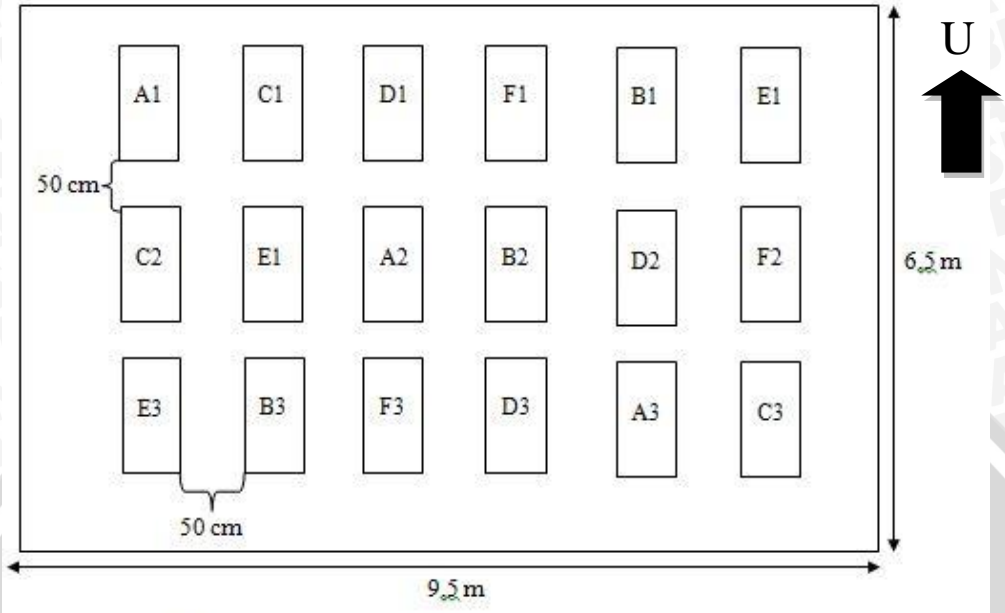 U
A1 C1 D1 F1 B1 E1
50 cm
C2 E1 A2 B2 D2 F2
6,5 m
E3 B3 F3 D3 A3 C3
50 cm
9,5 m